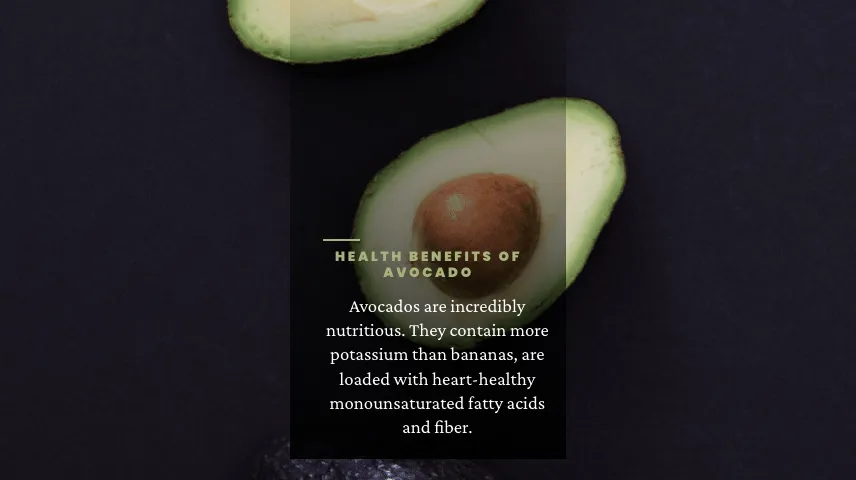 HEALTH BENEFITS OF
AVOCADO
Avocados are incredibly
nutritious. They contain more
potassium than bananas, are
loaded with heart-healthy
monounsaturated fatty acids
and fiber.